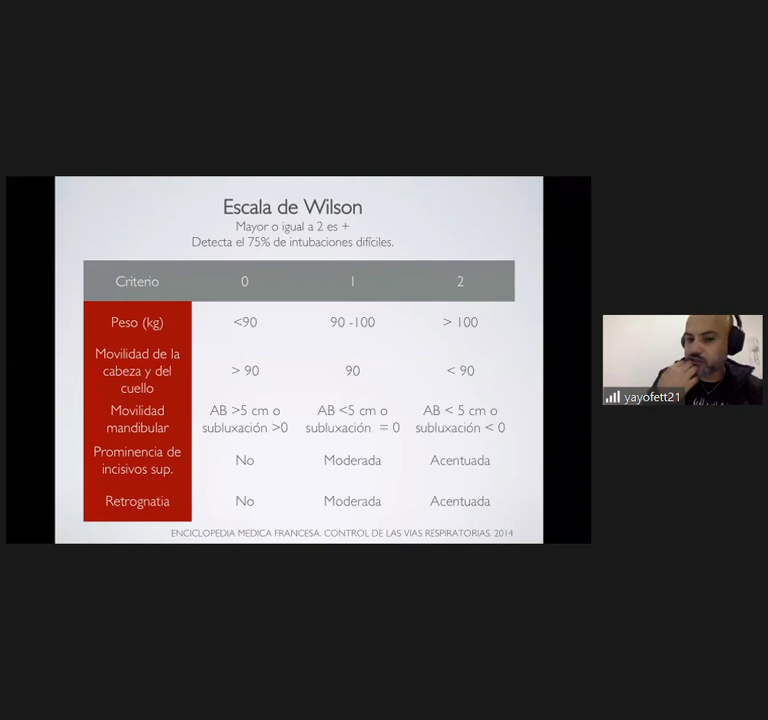 Escala de Wilson
Mayor o igual a 2 es +
Detecta el 75% de intubaciones difíciles.
Criterio 0 1 2
Peso (kg) <90 90 -100 > 100
Movilidad de la
cabeza y del
cuello
> 90 90 < 90
Movilidad
mandibular
AB >5 cm o
subluxación >0
AB <5 cm o
subluxación = 0
AB < 5 cm o
subluxación < 0
Prominencia de
incisivos sup.
No Moderada Acentuada
Retrognatia No Moderada Acentuada
ENCICLOPEDIA MEDICA FRANCESA. CONTROL DE LAS VIAS RESPIRATORIAS. 2014
yayofett21